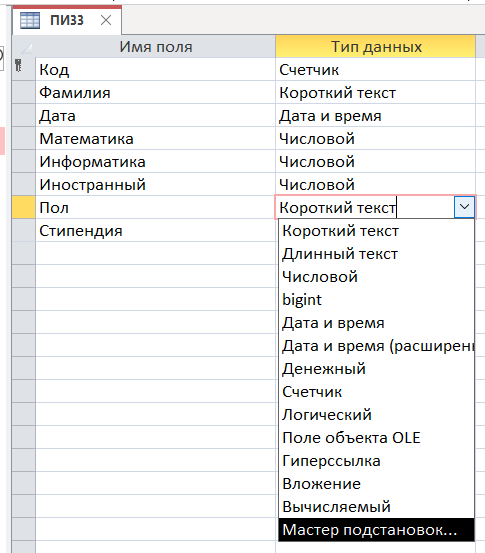 ПИ33
Имя поля Тип данных
Код Счетчик
Фамилия Короткий текст
Дата Дата и время
Математика Числовой
Информатика Числовой
Иностранный Числовой
Пол Короткий текст
Стипендия
Короткий текст
Длинный текст
Числовой
bigint
Дата и время
Дата и время (расширен
Денежный
Счетчик
Логический
Поле объекта OLE
Гиперссылка
Вложение
Вычисляемый
Мастер подстановок...